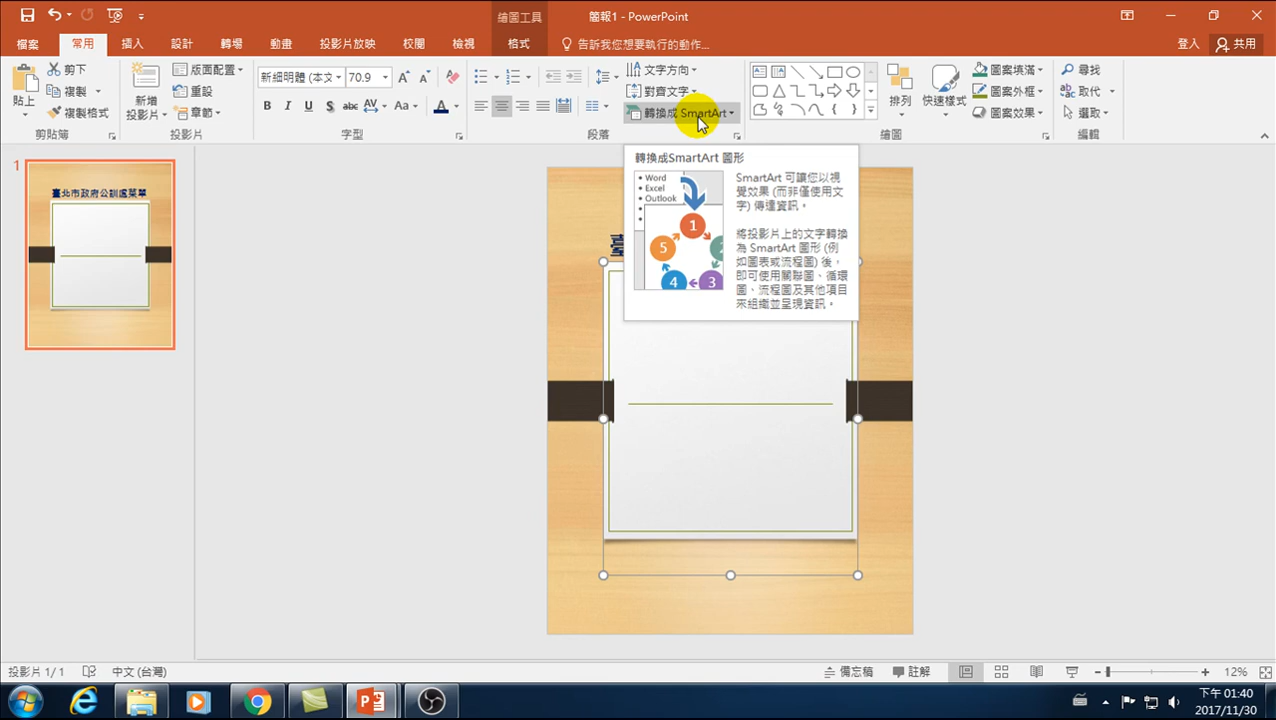 繪圖工具
簡報1 - PowerPoint
檔案
常用
插入
設計
轉場
動畫
投影片放映
校閱
檢視
格式
告訴我您想要執行的動作...
登入
共用
貼上
剪下
複製
複製格式
剪貼簿
新增
投影片
版面配置
重設
章節
投影片
新細明體 (本文)
70.9
B I U S abc AV Aa A
字型
文字方向
對齊文字
轉換成 SmartArt
段落
排列
快速樣式
圖案填滿
圖案外框
圖案效果
繪圖
尋找
取代
選取
編輯
1
臺北市政府公訓處菜單
轉換成SmartArt 圖形
Word
Excel
Outlook
1
5
4
3
SmartArt 可讓您以視
覺效果 (而非僅使用文
字) 傳達資訊。
將投影片上的文字轉換
為 SmartArt 圖形 (例
如圖表或流程圖) 後，
即可使用關聯圖、循環
圖、流程圖及其他項目
來組織並呈現資訊。
臺
投影片 1/1
中文 (台灣)
備忘稿
註解
12%
下午 01:40
2017/11/30